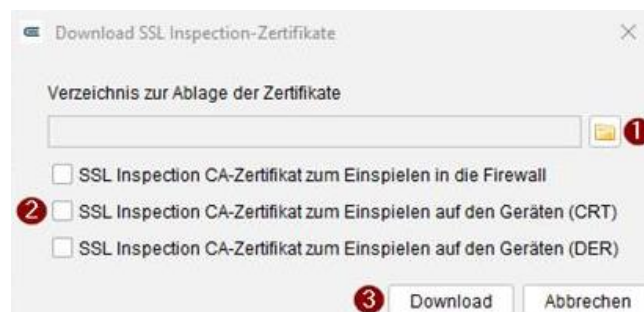 Download SSL Inspection-Zertifikate
Verzeichnis zur Ablage der Zertifikate
1
SSL Inspection CA-Zertifikat zum Einspielen in die Firewall
2 SSL Inspection CA-Zertifikat zum Einspielen auf den Geräten (CRT)
SSL Inspection CA-Zertifikat zum Einspielen auf den Geräten (DER)
3 Download Abbrechen